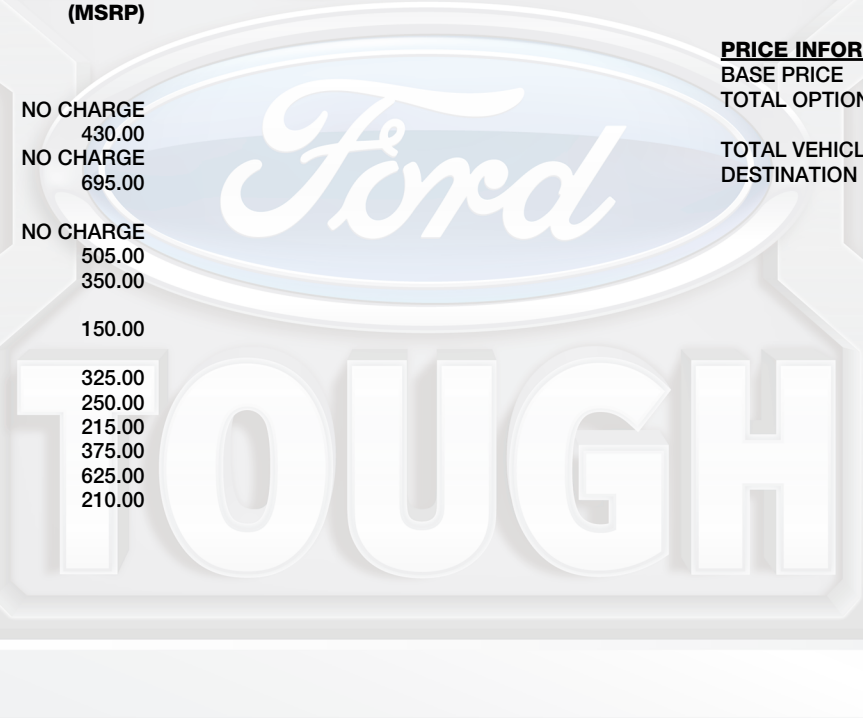 (MSRP)
NO CHARGE
430.00
NO CHARGE
695.00
NO CHARGE
505.00
350.00
150.00
325.00
250.00
215.00
375.00
625.00
210.00
PRICE INFOR
BASE PRICE
TOTAL OPTION
TOTAL VEHICL
DESTINATION
Ford
TOUGH